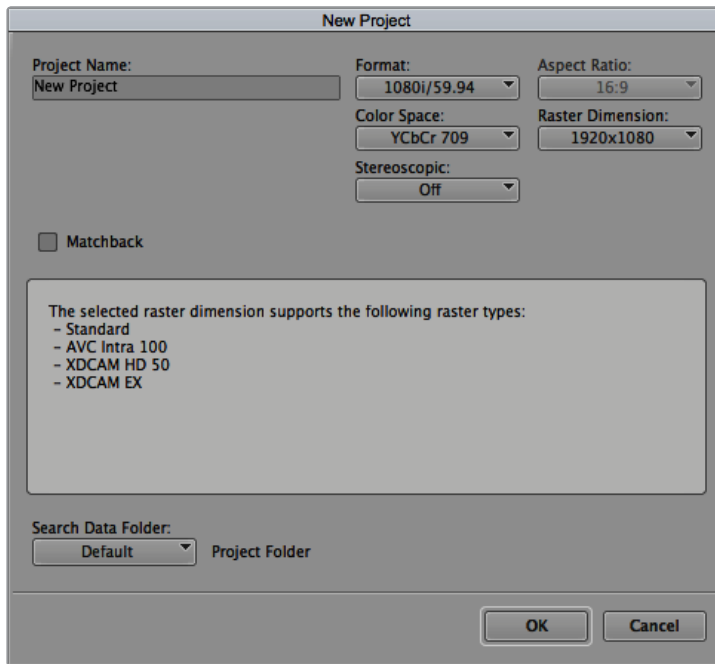 New Project
Project Name:
New Project
Format:
1080i/59.94
Aspect Ratio:
16:9
Color Space:
YCbCr 709
Raster Dimension:
1920x1080
Stereoscopic:
Off
Matchback
The selected raster dimension supports the following raster types:
- Standard
- AVC Intra 100
- XDCAM HD 50
- XDCAM EX
Search Data Folder:
Default
Project Folder
OK
Cancel